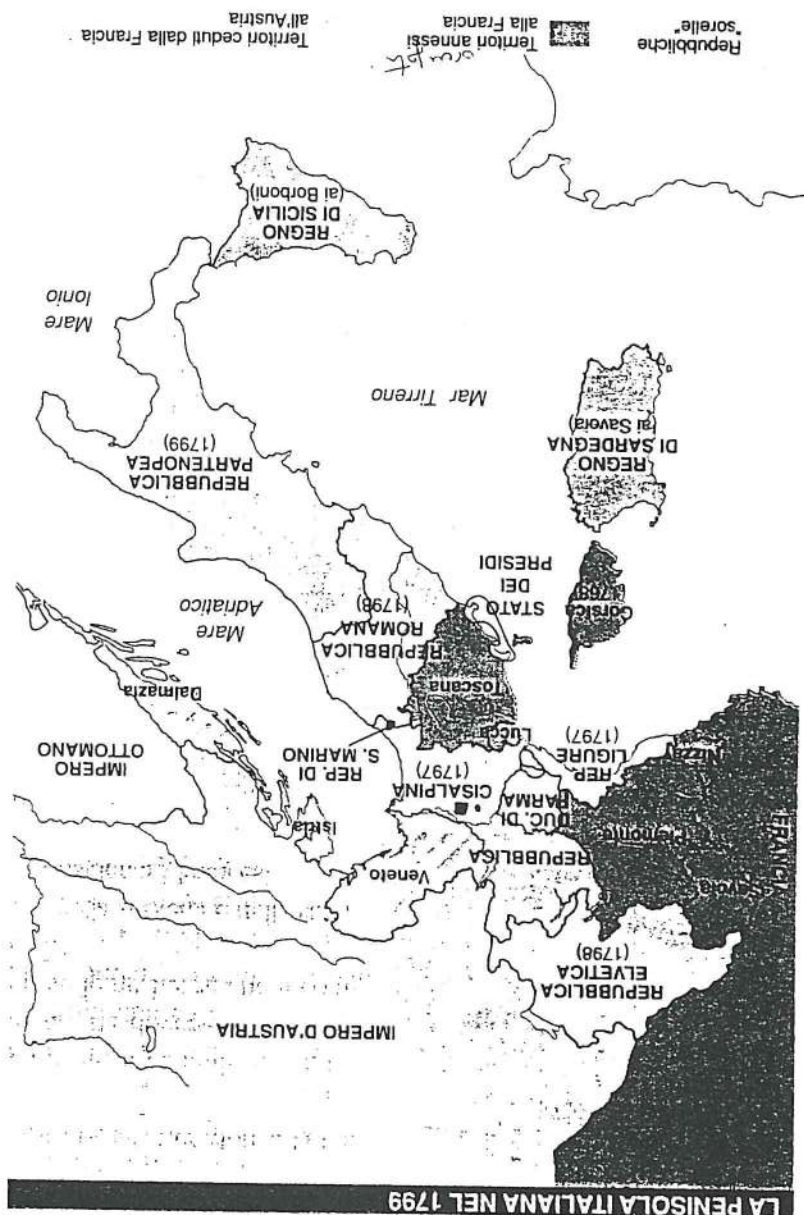 LA PENISOLA ITALIANA NEL 1799
IMPERO D'AUSTRIA
REPUBBLICA
ELVETICA
(1798)
FRANCIA
Savoia
Piemonte
Nizza
REPUBBLICA
CISALPINA
(1797)
DUC. DI
PARMA
REP.
LIGURE
(1797)
Veneto
Istria
Dalmazia
IMPERO
OTTOMANO
REP. DI
S. MARINO
Lucca
Toscana
REPUBBLICA
ROMANA
(1798)
STATO
DEI
PRESIDI
Corsica
(1768)
Mare
Adriatico
REGNO
DI SARDEGNA
(ai Savoia)
Mar Tirreno
REPUBBLICA
PARTENOPEA
(1799)
Mare
Ionio
REGNO
DI SICILIA
(ai Borboni)
Repubbliche
"sorelle"
Territori annessi
alla Francia
Territori ceduti dalla Francia
all'Austria